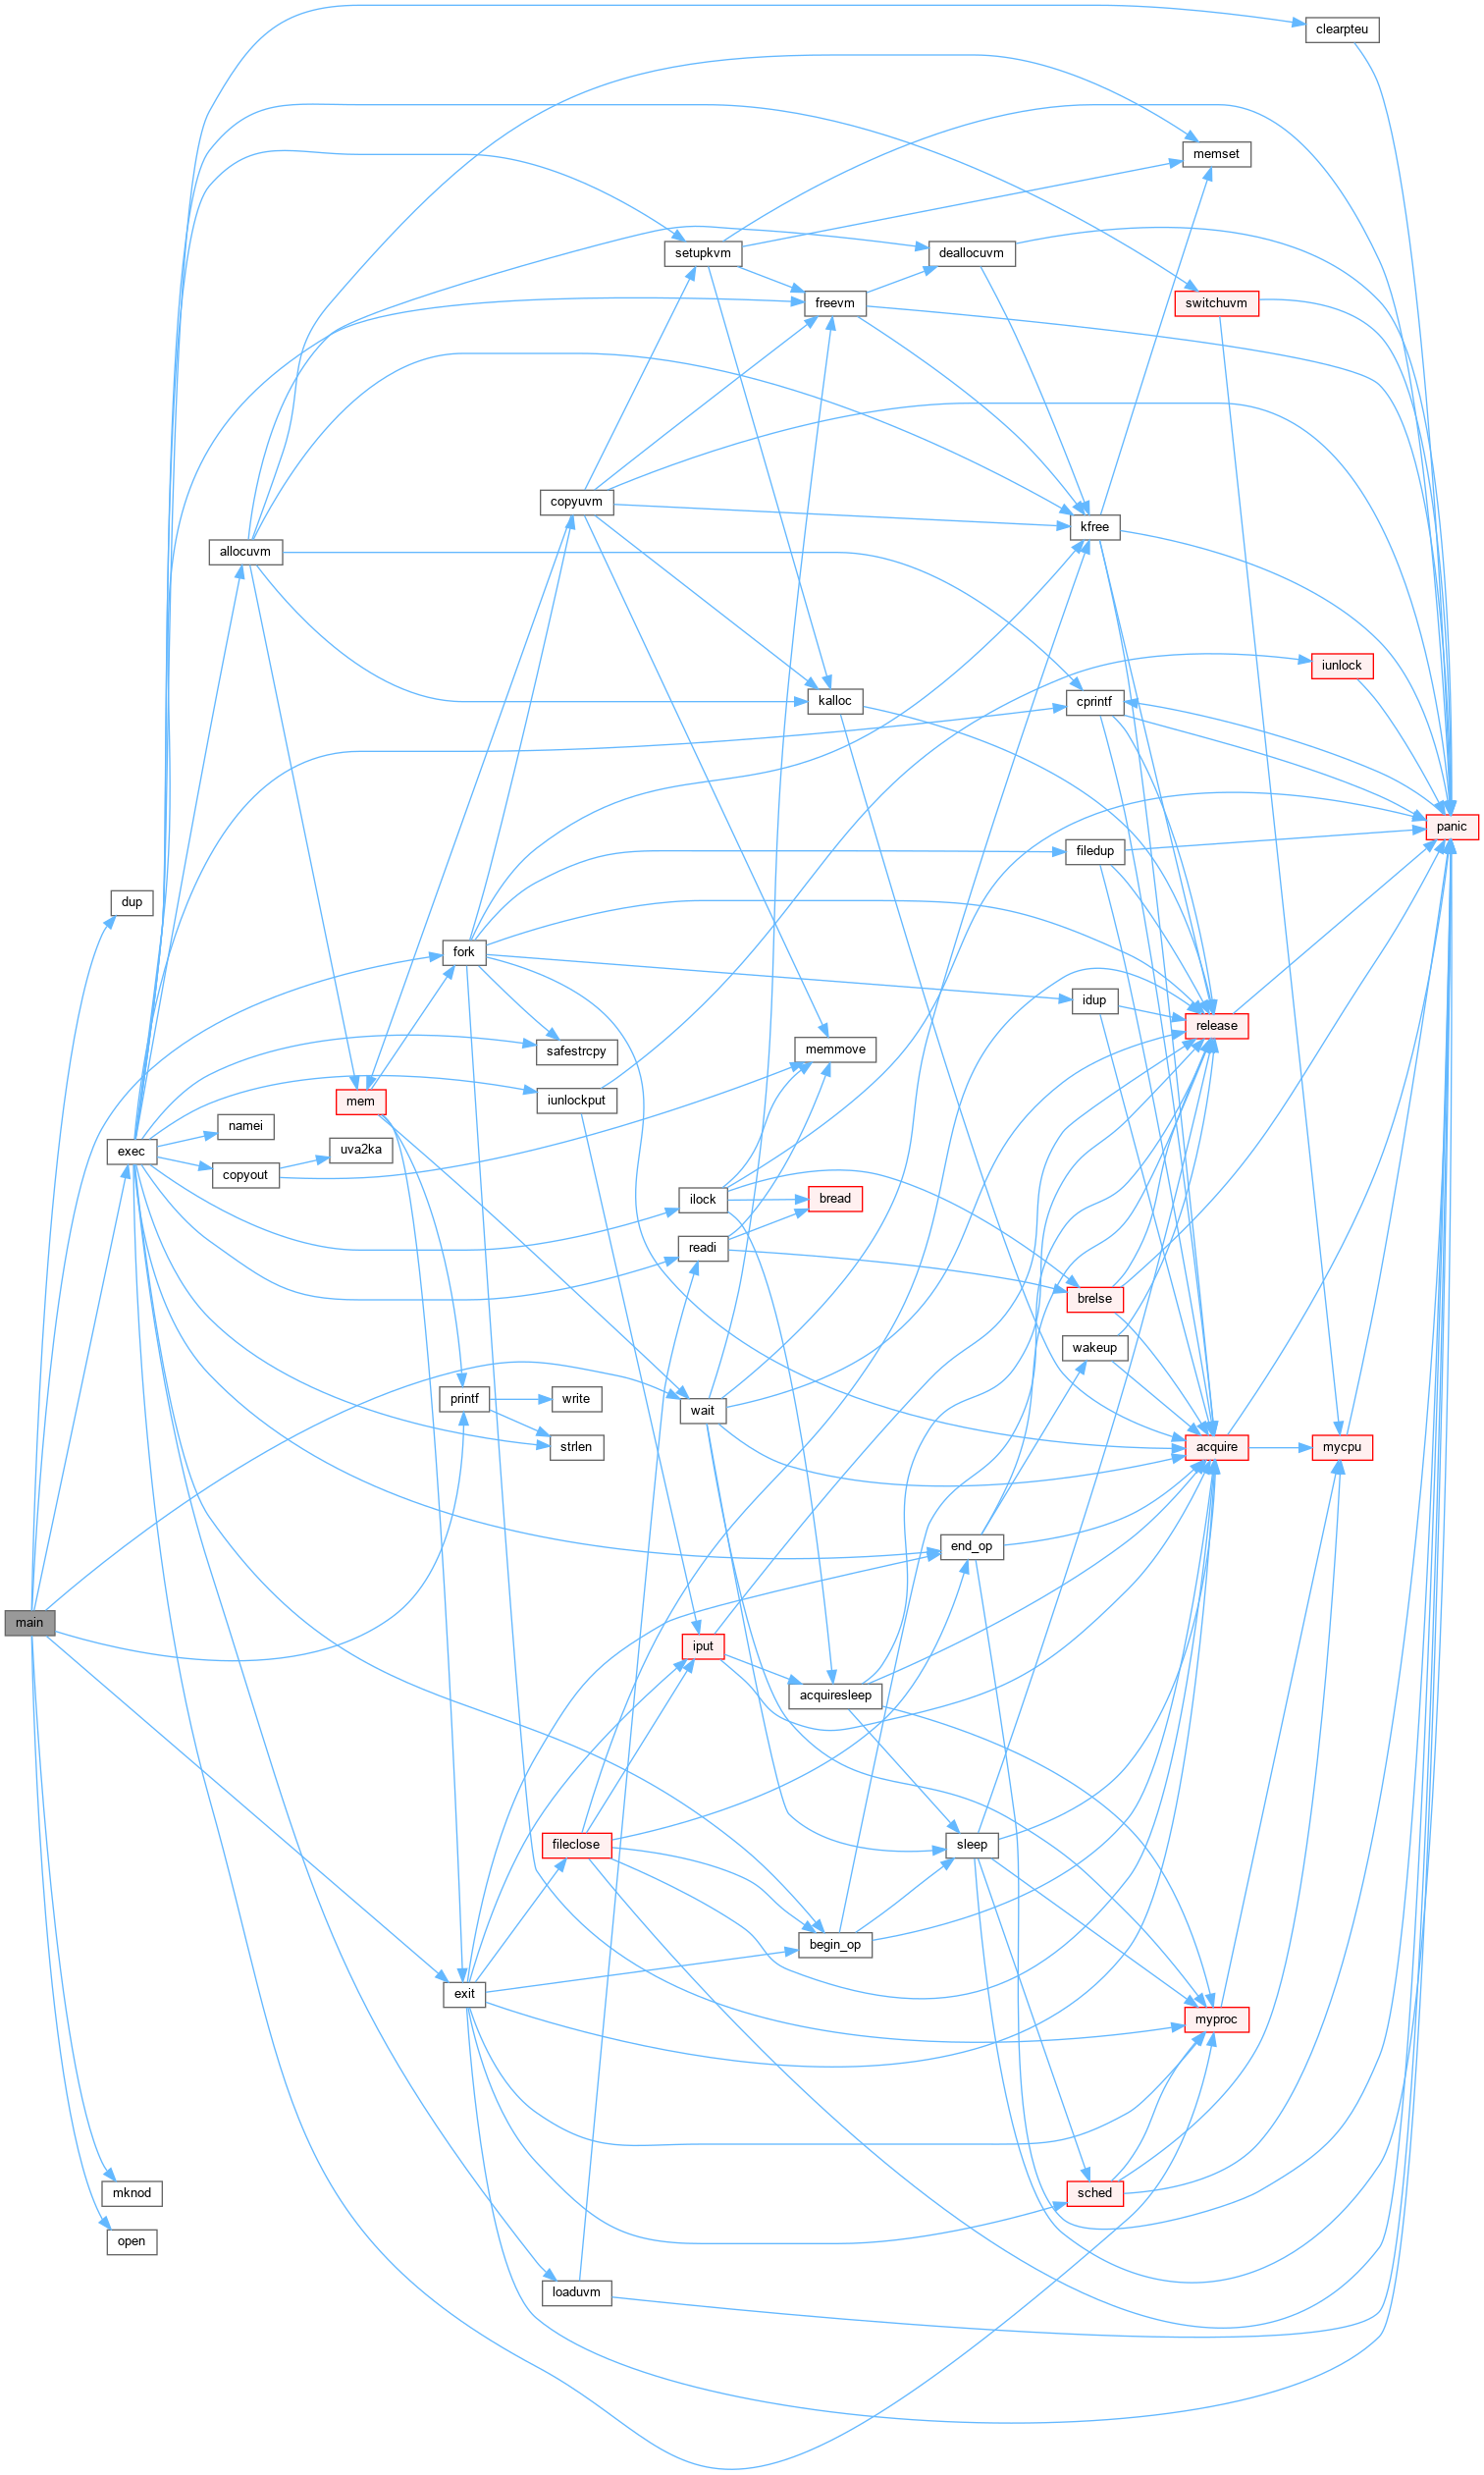 clearpteu
memset
setupkvm
deallocuvm
switchuvm
freevm
copyuvm
kfree
allocuvm
iunlock
kalloc
cprintf
panic
filedup
dup
fork
idup
release
safestrcpy
memmove
mem
iunlockput
namei
exec
uva2ka
copyout
ilock
bread
readi
brelse
wakeup
printf
write
wait
strlen
acquire
mycpu
end_op
main
iput
acquiresleep
fileclose
sleep
begin_op
exit
myproc
mknod
sched
open
loaduvm